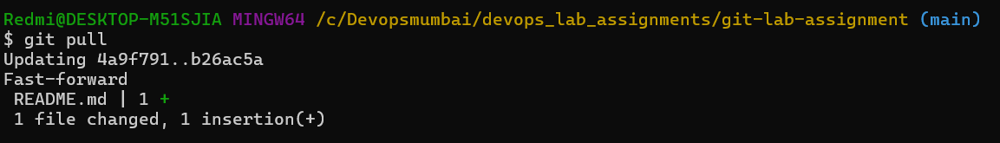 Redmi@DESKTOP-M51SJIA MINGW64 /c/Devopsmumbai/devops_lab_assignments/git-lab-assignment (main)
$ git pull
Updating 4a9f791..b26ac5a
Fast-forward
 README.md | 1 +
 1 file changed, 1 insertion(+)